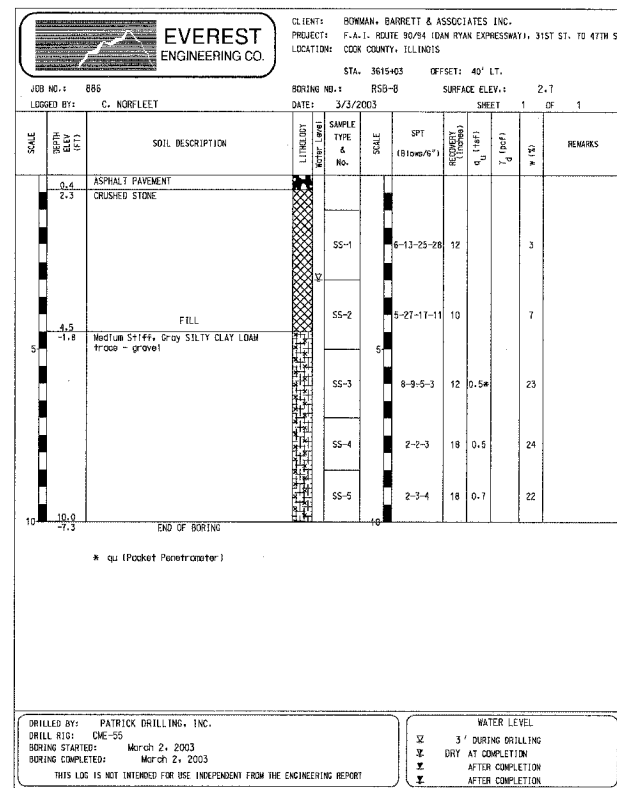 EVEREST
ENGINEERING CO.
CLIENT: BOWMAN, BARRETT & ASSOCIATES INC.
PROJECT: F.A.I. ROUTE 90/94 (DAN RYAN EXPRESSWAY), 31ST ST. TO 47TH S
LOCATION: COOK COUNTY, ILLINOIS
STA. 3615+03 OFFSET: 40' LT.
JOB NO.: 886 BORING NO.: RSB-8 SURFACE ELEV.: 2.7
LOGGED BY: C. NORFLEET DATE: 3/3/2003 SHEET 1 OF 1
SCALE DEPTH ELEV (FT) SOIL DESCRIPTION LITHOLOGY Water Level SAMPLE TYPE & No. SCALE SPT (Blows/6") RECOVERY (Inches) qu (tsf) γd (pcf) w (%) REMARKS
0.4 ASPHALT PAVEMENT
2.3 CRUSHED STONE
SS-1 6-13-25-28 12 3
SS-2 5-27-17-11 10 7
FILL
4.5
-1.8 Medium Stiff, Gray SILTY CLAY LOAM
trace - gravel
5 5
SS-3 8-9-5-3 12 0.5* 23
SS-4 2-2-3 18 0.5 24
SS-5 2-3-4 18 0.7 22
10 10.0 10
-7.3 END OF BORING
* qu (Pocket Penetrometer)
DRILLED BY: PATRICK DRILLING, INC.
DRILL RIG: CME-55
BORING STARTED: March 2, 2003
BORING COMPLETED: March 2, 2003
THIS LOG IS NOT INTENDED FOR USE INDEPENDENT FROM THE ENGINEERING REPORT
WATER LEVEL
3' DURING DRILLING
DRY AT COMPLETION
AFTER COMPLETION
AFTER COMPLETION